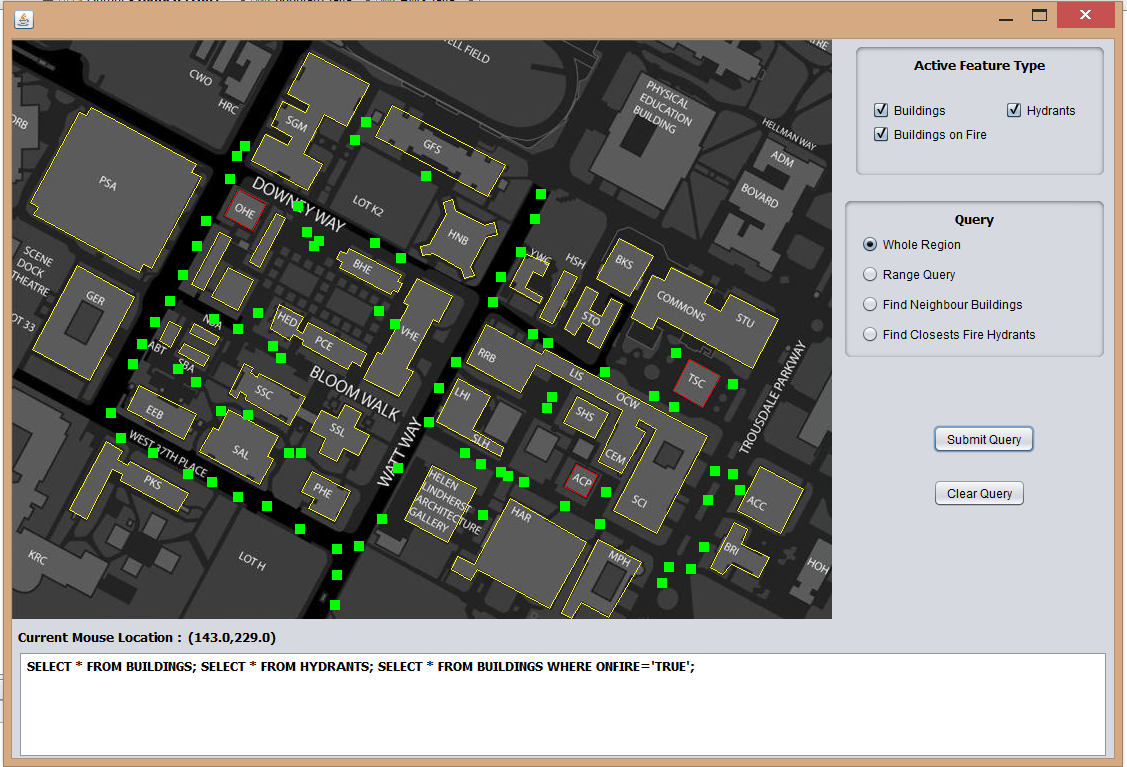 ELL FIELD
CWO
HRC
PHYSICAL
EDUCATION
BUILDING
HELLMAN WAY
ORB
SGM
GFS
ADM
PSA
BOVARD
DOWNEY WAY
LOT K2
OHE
HNB
SCENE
DOCK
THEATRE
YWC
HSH
BKS
BHE
GER
COMMONS
STU
OT 33
HED
STO
PCE
VHE
ABT
SBA
RRB
LIS
TSC
BLOOM WALK
SSC
LHI
OCW
TROUSDALE PARKWAY
EEB
SHS
SSL
SLH
WATT WAY
WEST 37TH PLACE
SAL
CEM
PKS
PHE
HELEN
LINDHERST
ARCHITECTURE
GALLERY
ACP
SCI
ACC
HAR
KRC
LOT H
MPH
BRI
HOH
Active Feature Type
Buildings
Hydrants
Buildings on Fire
Query
Whole Region
Range Query
Find Neighbour Buildings
Find Closests Fire Hydrants
Submit Query
Clear Query
Current Mouse Location : (143.0,229.0)
SELECT * FROM BUILDINGS; SELECT * FROM HYDRANTS; SELECT * FROM BUILDINGS WHERE ONFIRE='TRUE';